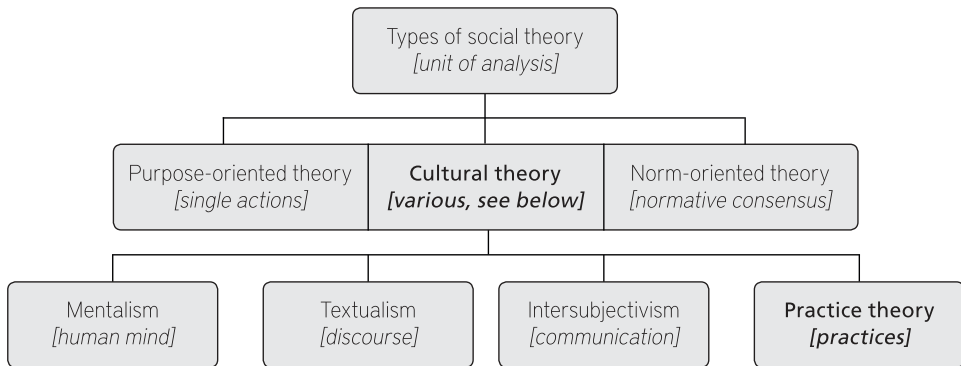 Types of social theory
[unit of analysis]
Purpose-oriented theory
[single actions]
Cultural theory
[various, see below]
Norm-oriented theory
[normative consensus]
Mentalism
[human mind]
Textualism
[discourse]
Intersubjectivism
[communication]
Practice theory
[practices]